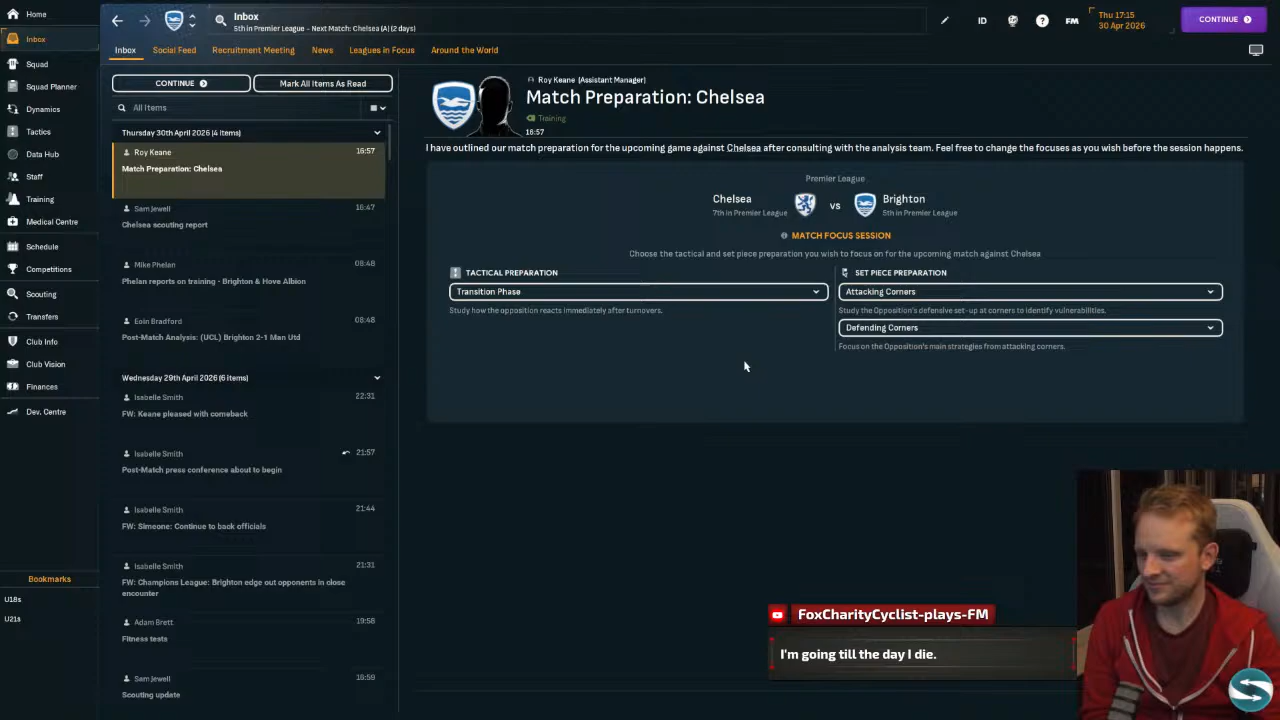 Home
Inbox
Squad
Squad Planner
Dynamics
Tactics
Data Hub
Staff
Training
Medical Centre
Schedule
Competitions
Scouting
Transfers
Club Info
Club Vision
Finances
Dev. Centre
Bookmarks
U18s
U21s
Inbox
5th in Premier League - Next Match: Chelsea (A) (2 days)
ID
FM
Thu 17:15
30 Apr 2026
CONTINUE
Inbox Social Feed Recruitment Meeting News Leagues in Focus Around the World
CONTINUE
Mark All Items As Read
All Items
Thursday 30th April 2026 (4 items)
Roy Keane 16:57
Match Preparation: Chelsea
Sam Jewell 16:47
Chelsea scouting report
Mike Phelan 08:48
Phelan reports on training - Brighton & Hove Albion
Eoin Bradford 08:48
Post-Match Analysis: (UCL) Brighton 2-1 Man Utd
Wednesday 29th April 2026 (6 items)
Isabelle Smith 22:31
FW: Keane pleased with comeback
Isabelle Smith 21:57
Post-Match press conference about to begin
Isabelle Smith 21:44
FW: Simeone: Continue to back officials
Isabelle Smith 21:31
FW: Champions League: Brighton edge out opponents in close
encounter
Adam Brett 19:58
Fitness tests
Sam Jewell 16:59
Scouting update
Roy Keane (Assistant Manager)
Match Preparation: Chelsea
Training
16:57
I have outlined our match preparation for the upcoming game against Chelsea after consulting with the analysis team. Feel free to change the focuses as you wish before the session happens.
Premier League
Chelsea
7th in Premier League
vs
Brighton
5th in Premier League
MATCH FOCUS SESSION
Choose the tactical and set piece preparation you wish to focus on for the upcoming match against Chelsea
TACTICAL PREPARATION
Transition Phase
Study how the opposition reacts immediately after turnovers.
SET PIECE PREPARATION
Attacking Corners
Study the Opposition's defensive set-up at corners to identify vulnerabilities.
Defending Corners
Focus on the Opposition's main strategies from attacking corners.
FoxCharityCyclist-plays-FM
I'm going till the day I die.